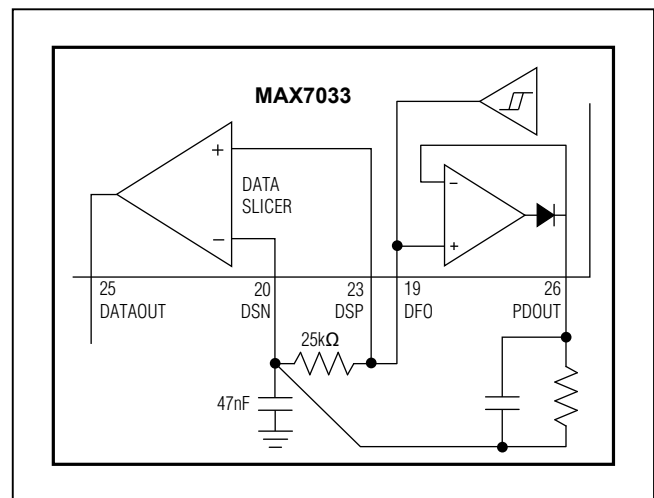 MAX7033
+
DATA
SLICER
−
−
+
25
DATAOUT
20
DSN
23
DSP
19
DFO
26
PDOUT
25kΩ
47nF